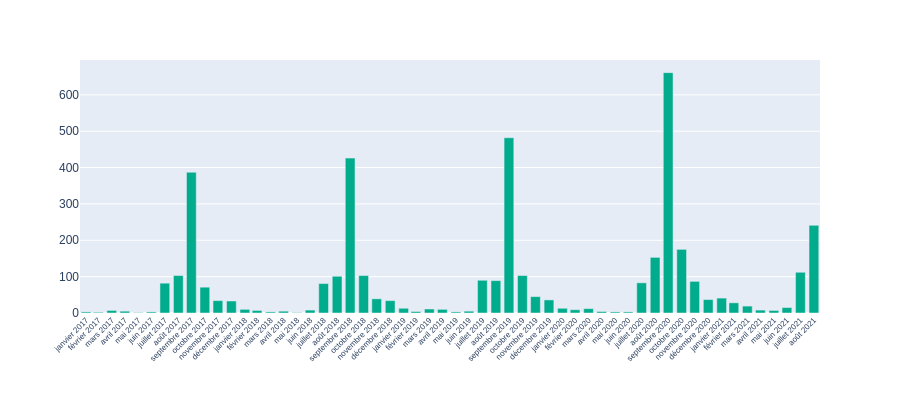 600
500
400
300
200
100
0
janvier 2017
février 2017
mars 2017
avril 2017
mai 2017
juin 2017
juillet 2017
août 2017
septembre 2017
octobre 2017
novembre 2017
décembre 2017
janvier 2018
février 2018
mars 2018
avril 2018
mai 2018
juin 2018
juillet 2018
août 2018
septembre 2018
octobre 2018
novembre 2018
décembre 2018
janvier 2019
février 2019
mars 2019
avril 2019
mai 2019
juin 2019
juillet 2019
août 2019
septembre 2019
octobre 2019
novembre 2019
décembre 2019
janvier 2020
février 2020
mars 2020
avril 2020
mai 2020
juin 2020
juillet 2020
août 2020
septembre 2020
octobre 2020
novembre 2020
décembre 2020
janvier 2021
février 2021
mars 2021
avril 2021
mai 2021
juin 2021
juillet 2021
août 2021